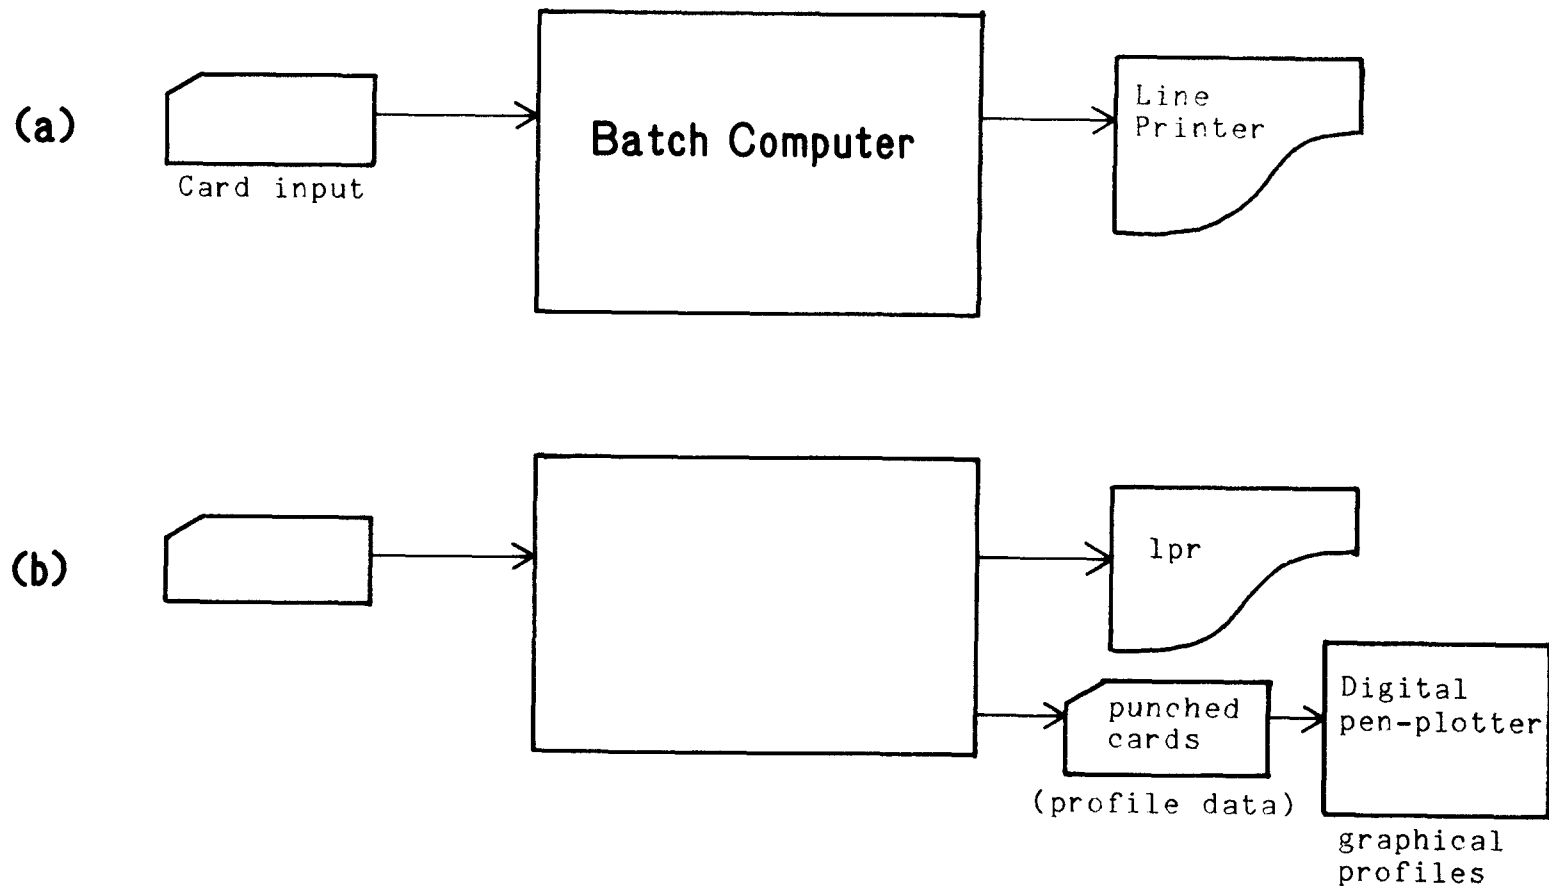 (a)
Card input
Batch Computer
Line
Printer
(b)
lpr
punched
cards
(profile data)
Digital
pen-plotter
graphical
profiles